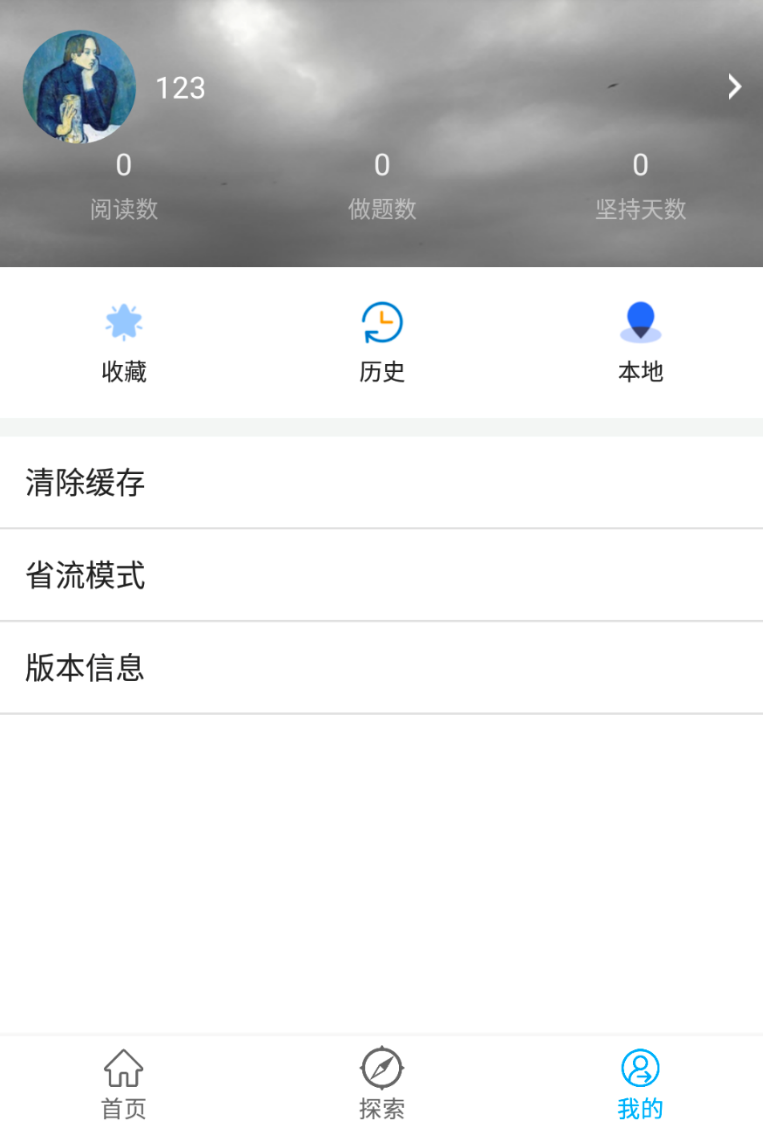 123
0 0 0
阅读数 做题数 坚持天数
收藏 历史 本地
清除缓存
省流模式
版本信息
首页 探索 我的